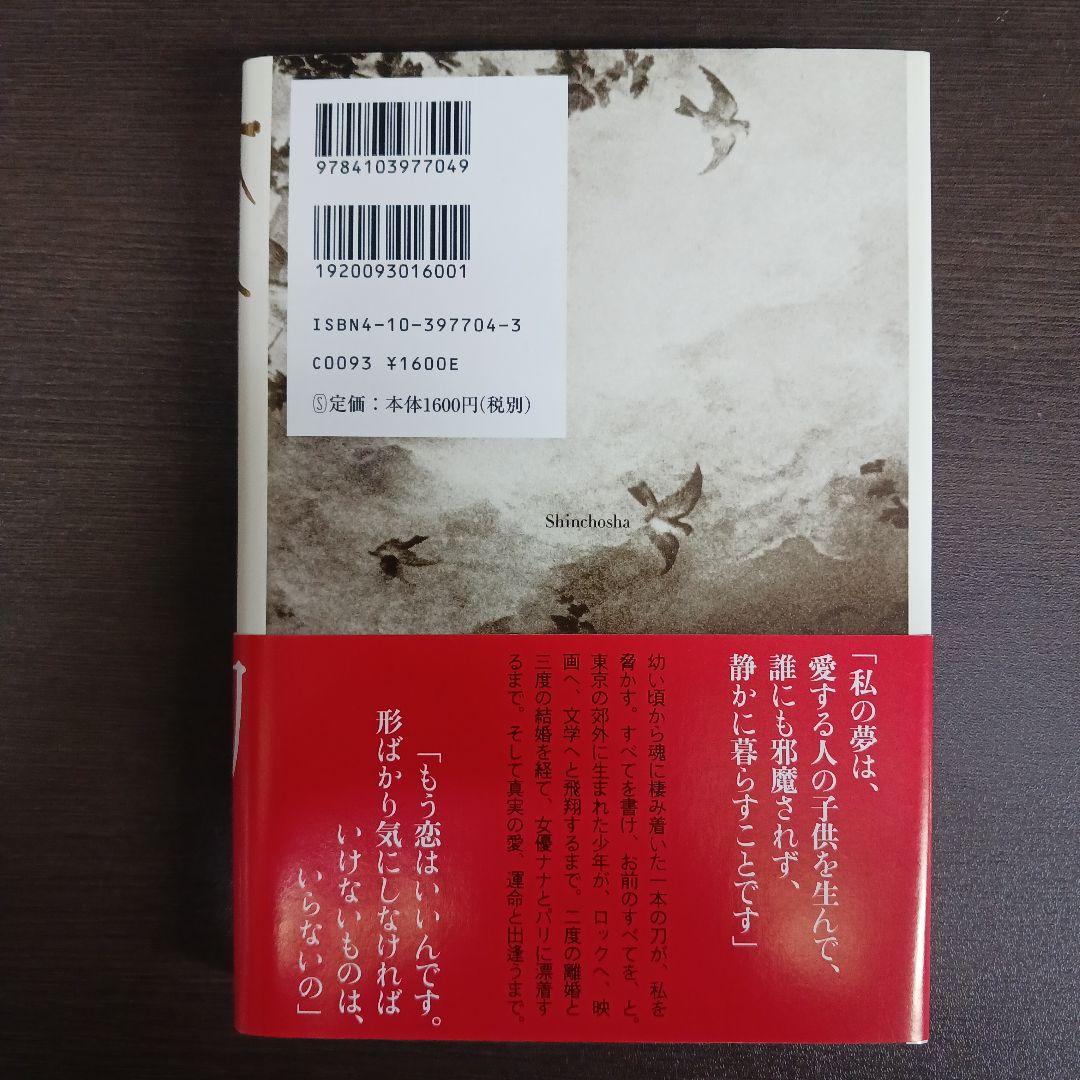 9784103977049
1920093016001
ISBN4-10-397704-3
C0093 ¥1600E
Ⓢ定価：本体1600円(税別)
Shinchosha
「私の夢は、
愛する人の子供を生んで、
誰にも邪魔されず、
静かに暮らすことです」
幼い頃から魂に棲み着いた一本の刀が、私を
脅かす。すべてを書け、お前のすべてを、と。
東京の郊外に生まれた少年が、ロックへ、映
画へ、文学へと飛翔するまで。二度の離婚と
三度の結婚を経て、女優ナナとパリに漂着す
るまで。そして真実の愛、運命と出逢うまで。
「もう恋はいいんです。
形ばかり気にしなければ
いけないものは、
いらないの」